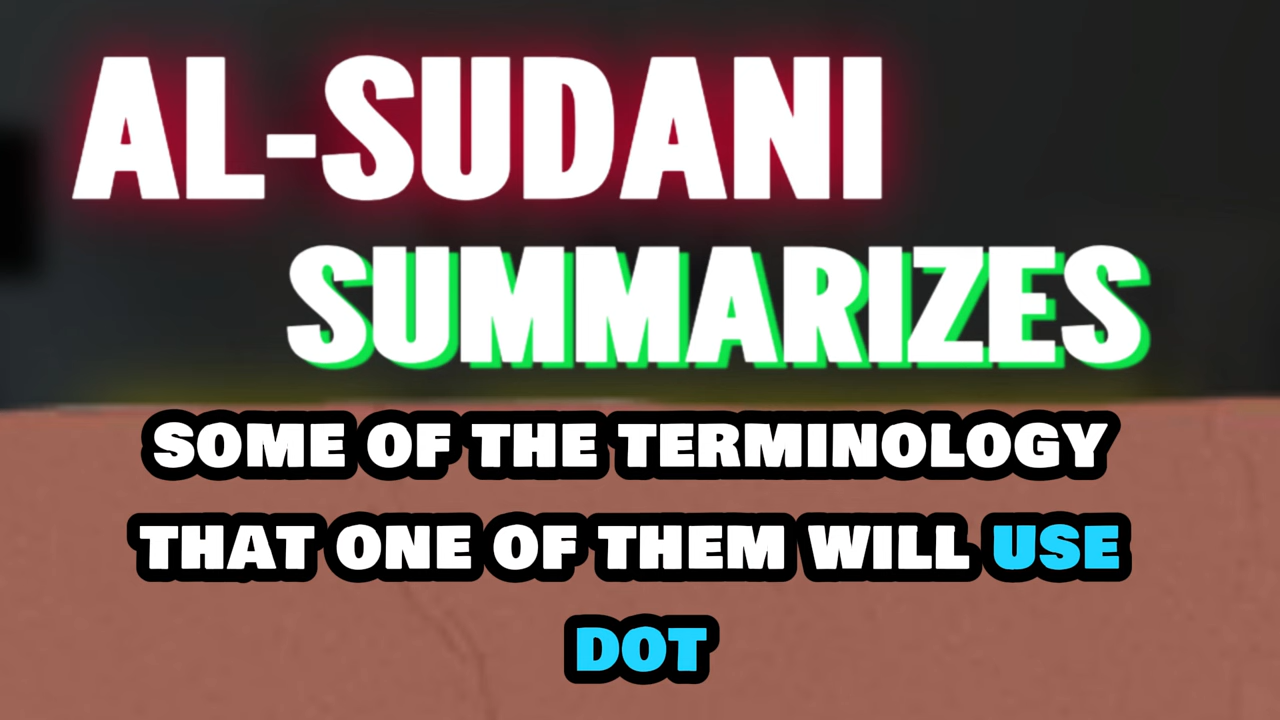 AL-SUDANI
SUMMARIZES
SOME OF THE TERMINOLOGY
THAT ONE OF THEM WILL USE
DOT